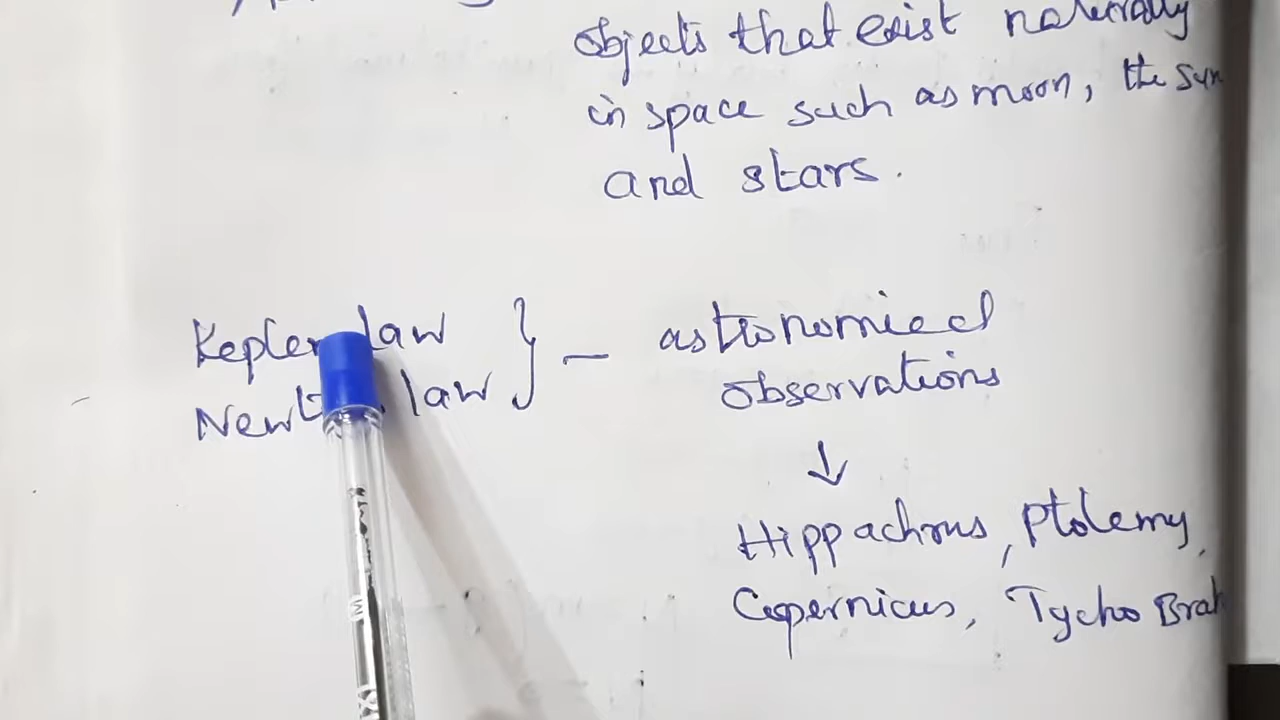 objects that exist naturally
in space such as moon, the sun
and stars.
Kepler law } – astronomical
Newton law observations
↓
Hippachrus, Ptolemy,
Copernicus, Tycho Brah